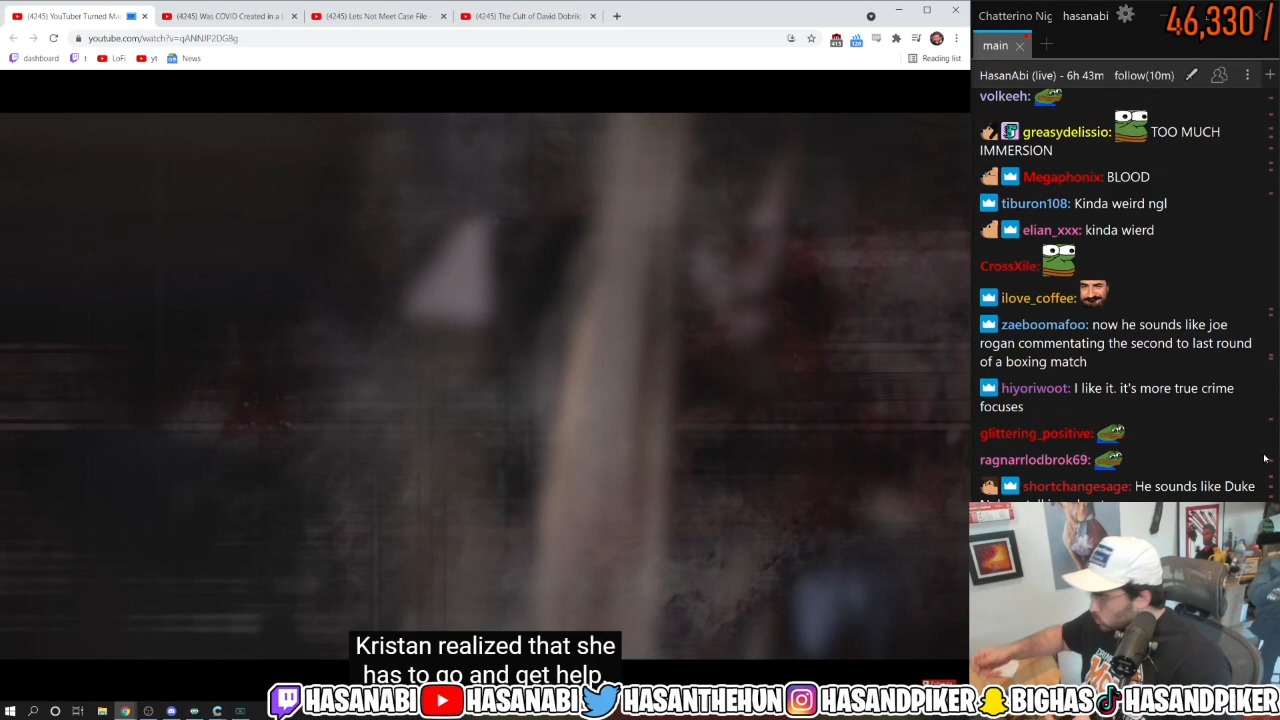 (4245) YouTuber Turned Ma
(4245) Was COVID Created in a L
(4245) Lets Not Meet Case File -
(4245) The Cult of David Dobrik
youtube.com/watch?v=qANNJP2DG8g
415
120
dashboard
t
LoFi
yt
News
Reading list
Kristan realized that she
has to go and get help.
Chatterino Nig
hasanabi
46,330 /
main
HasanAbi (live) - 6h 43m
follow(10m)
volkeeh:
greasydelissio: TOO MUCH
IMMERSION
Megaphonix: BLOOD
tiburon108: Kinda weird ngl
elian_xxx: kinda wierd
CrossXile:
ilove_coffee:
zaeboomafoo: now he sounds like joe
rogan commentating the second to last round
of a boxing match
hiyoriwoot: I like it. it's more true crime
focuses
glittering_positive:
ragnarrlodbrok69:
shortchangesage: He sounds like Duke
HASANABI HASANABI HASANTHEHUN HASANDPIKER BIGHAS HASANDPIKER